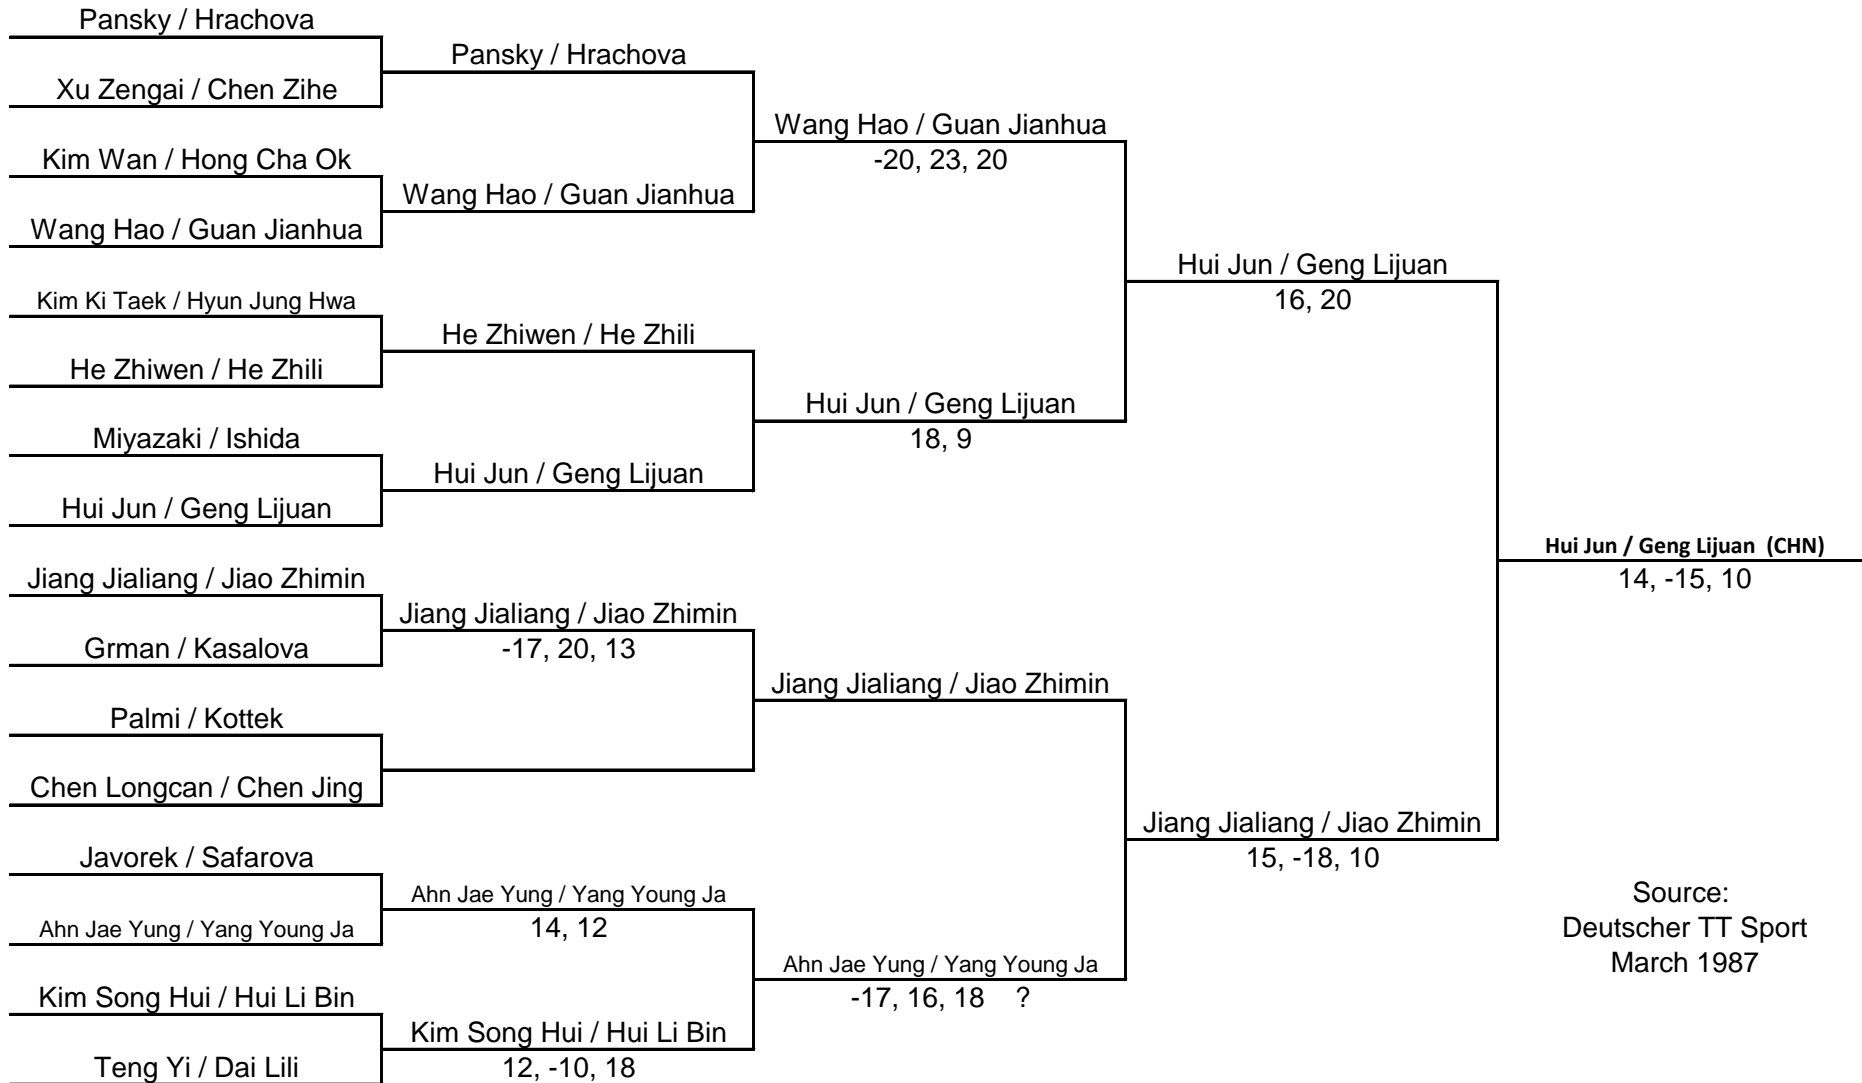 Pansky / Hrachova
Xu Zengai / Chen Zihe
Kim Wan / Hong Cha Ok
Wang Hao / Guan Jianhua
Kim Ki Taek / Hyun Jung Hwa
He Zhiwen / He Zhili
Miyazaki / Ishida
Hui Jun / Geng Lijuan
Jiang Jialiang / Jiao Zhimin
Grman / Kasalova
Palmi / Kottek
Chen Longcan / Chen Jing
Javorek / Safarova
Ahn Jae Yung / Yang Young Ja
Kim Song Hui / Hui Li Bin
Teng Yi / Dai Lili
Pansky / Hrachova
Wang Hao / Guan Jianhua
He Zhiwen / He Zhili
Hui Jun / Geng Lijuan
Jiang Jialiang / Jiao Zhimin
-17, 20, 13
Ahn Jae Yung / Yang Young Ja
14, 12
Kim Song Hui / Hui Li Bin
12, -10, 18
Wang Hao / Guan Jianhua
-20, 23, 20
Hui Jun / Geng Lijuan
18, 9
Jiang Jialiang / Jiao Zhimin
Ahn Jae Yung / Yang Young Ja
-17, 16, 18 ?
Hui Jun / Geng Lijuan
16, 20
Jiang Jialiang / Jiao Zhimin
15, -18, 10
Hui Jun / Geng Lijuan (CHN)
14, -15, 10
Source:
Deutscher TT Sport
March 1987